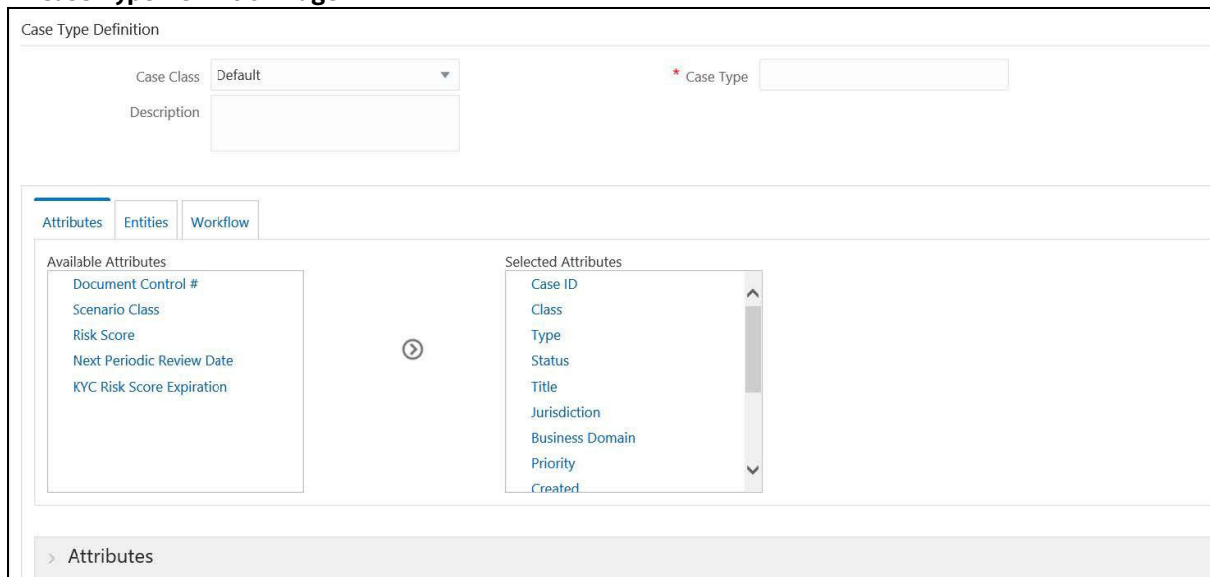 Case Type Definition
Case Class Default
* Case Type
Description
Attributes Entities Workflow
Available Attributes
Document Control #
Scenario Class
Risk Score
Next Periodic Review Date
KYC Risk Score Expiration
Selected Attributes
Case ID
Class
Type
Status
Title
Jurisdiction
Business Domain
Priority
Created
Attributes